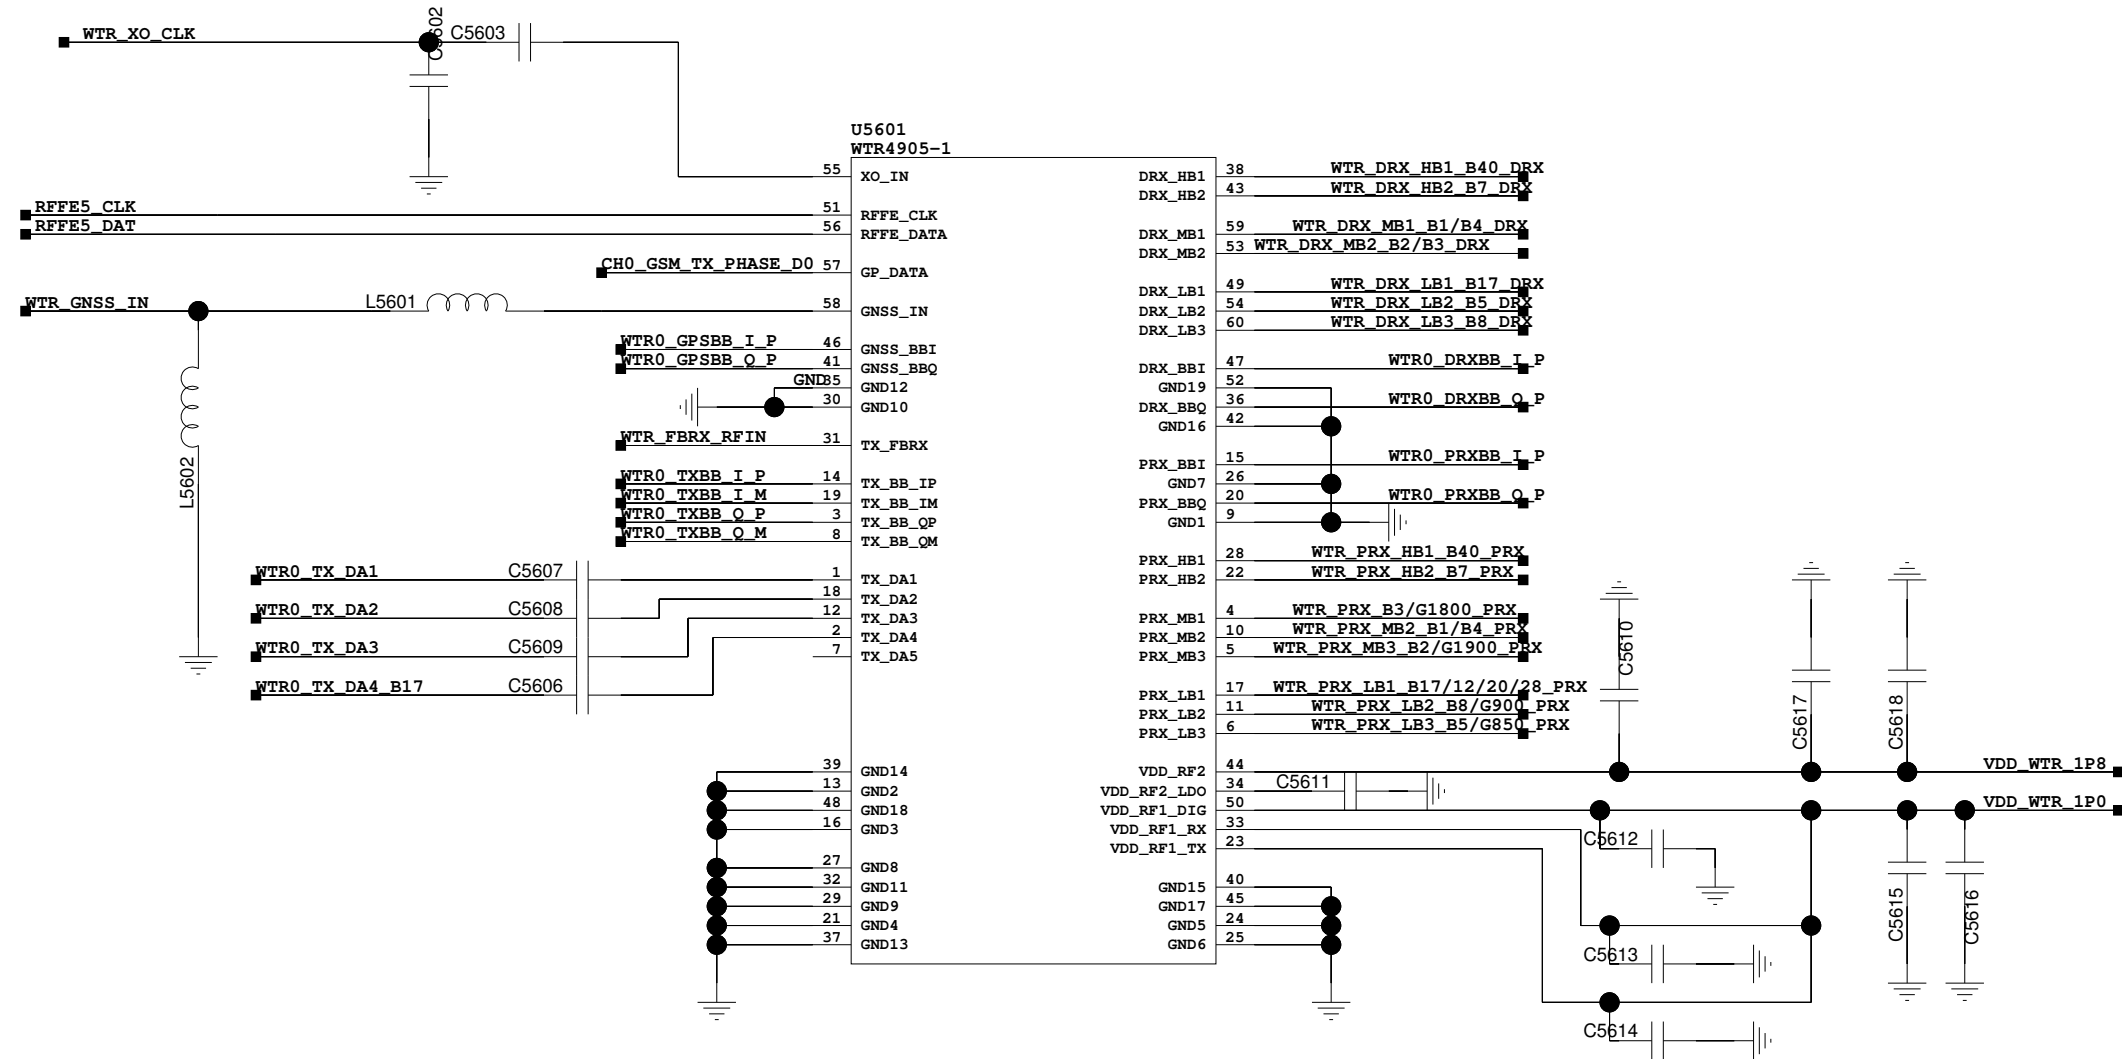 C5602
WTR_XO_CLK
C5603
U5601
WTR4905-1
55 XO_IN DRX_HB1 38 WTR_DRX_HB1_B40_DRX
DRX_HB2 43 WTR_DRX_HB2_B7_DRX
RFFE5_CLK 51 RFFE_CLK
RFFE5_DAT 56 RFFE_DATA DRX_MB1 59 WTR_DRX_MB1_B1/B4_DRX
DRX_MB2 53 WTR_DRX_MB2_B2/B3_DRX
CH0_GSM_TX_PHASE_D0 57 GP_DATA
DRX_LB1 49 WTR_DRX_LB1_B17_DRX
WTR_GNSS_IN L5601 58 GNSS_IN DRX_LB2 54 WTR_DRX_LB2_B5_DRX
DRX_LB3 60 WTR_DRX_LB3_B8_DRX
WTR0_GPSBB_I_P 46 GNSS_BBI
WTR0_GPSBB_Q_P 41 GNSS_BBQ DRX_BBI 47 WTR0_DRXBB_I_P
GND 35 GND12 GND19 52
30 GND10 DRX_BBQ 36 WTR0_DRXBB_Q_P
GND16 42
WTR_FBRX_RFIN 31 TX_FBRX
PRX_BBI 15 WTR0_PRXBB_I_P
L5602
WTR0_TXBB_I_P 14 TX_BB_IP GND7 26
WTR0_TXBB_I_M 19 TX_BB_IM PRX_BBQ 20 WTR0_PRXBB_Q_P
WTR0_TXBB_Q_P 3 TX_BB_QP GND1 9
WTR0_TXBB_Q_M 8 TX_BB_QM
PRX_HB1 28 WTR_PRX_HB1_B40_PRX
WTR0_TX_DA1 C5607 1 TX_DA1 PRX_HB2 22 WTR_PRX_HB2_B7_PRX
18 TX_DA2
WTR0_TX_DA2 C5608 12 TX_DA3 PRX_MB1 4 WTR_PRX_B3/G1800_PRX
2 TX_DA4 PRX_MB2 10 WTR_PRX_MB2_B1/B4_PRX
WTR0_TX_DA3 C5609 7 TX_DA5 PRX_MB3 5 WTR_PRX_MB3_B2/G1900_PRX
C5610
WTR0_TX_DA4_B17 C5606 PRX_LB1 17 WTR_PRX_LB1_B17/12/20/28_PRX
PRX_LB2 11 WTR_PRX_LB2_B8/G900_PRX
PRX_LB3 6 WTR_PRX_LB3_B5/G850_PRX
C5617
C5618
39 GND14 VDD_RF2 44 VDD_WTR_1P8
13 GND2 VDD_RF2_LDO 34 C5611
48 GND18 VDD_RF1_DIG 50 VDD_WTR_1P0
16 GND3 VDD_RF1_RX 33
VDD_RF1_TX 23 C5612
27 GND8
32 GND11 GND15 40
29 GND9 GND17 45
21 GND4 GND5 24
37 GND13 GND6 25
C5615
C5616
C5613
C5614